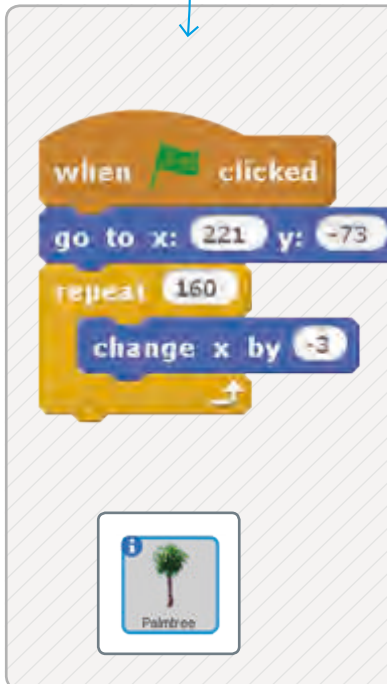 when clicked
go to x: 221 y: -73
repeat 160
change x by -3
i
Palmtree